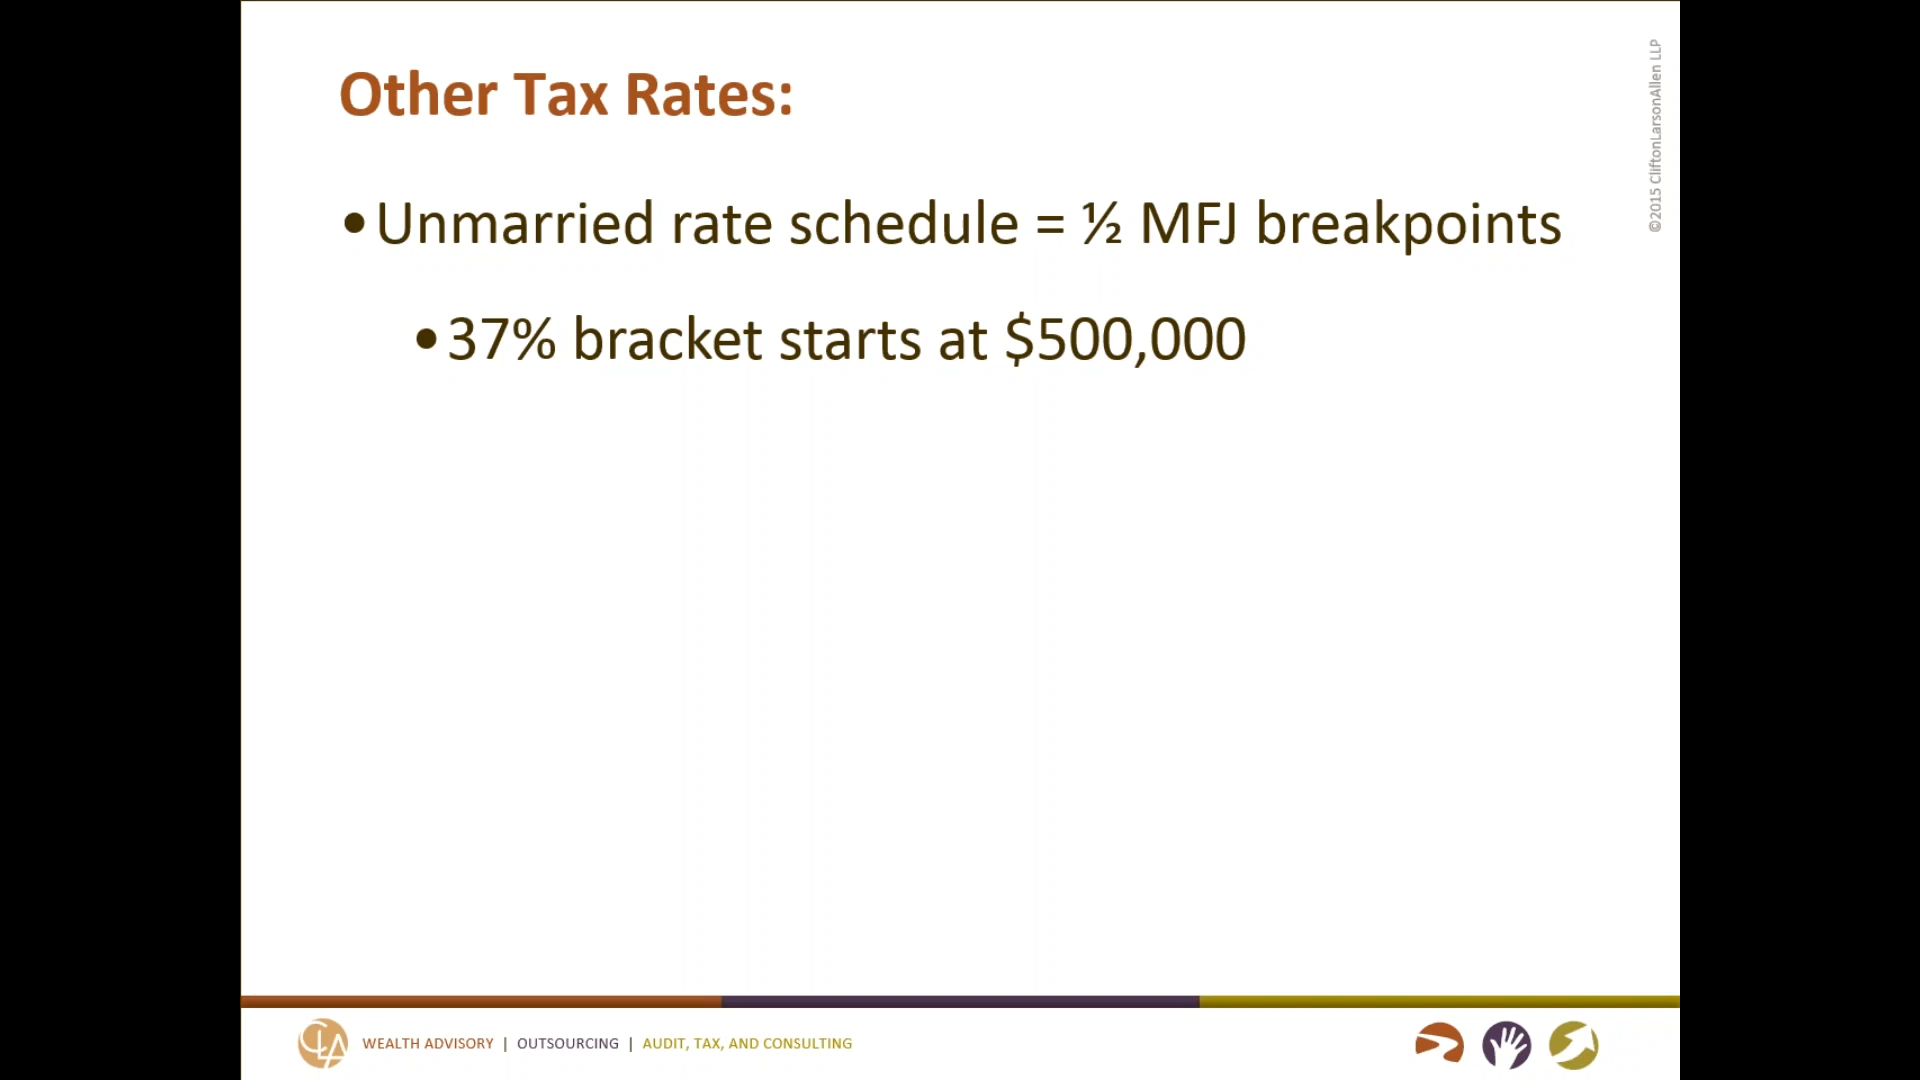 Other Tax Rates:
•Unmarried rate schedule = ½ MFJ breakpoints
•37% bracket starts at $500,000
©2015 CliftonLarsonAllen LLP
CLA
WEALTH ADVISORY | OUTSOURCING | AUDIT, TAX, AND CONSULTING